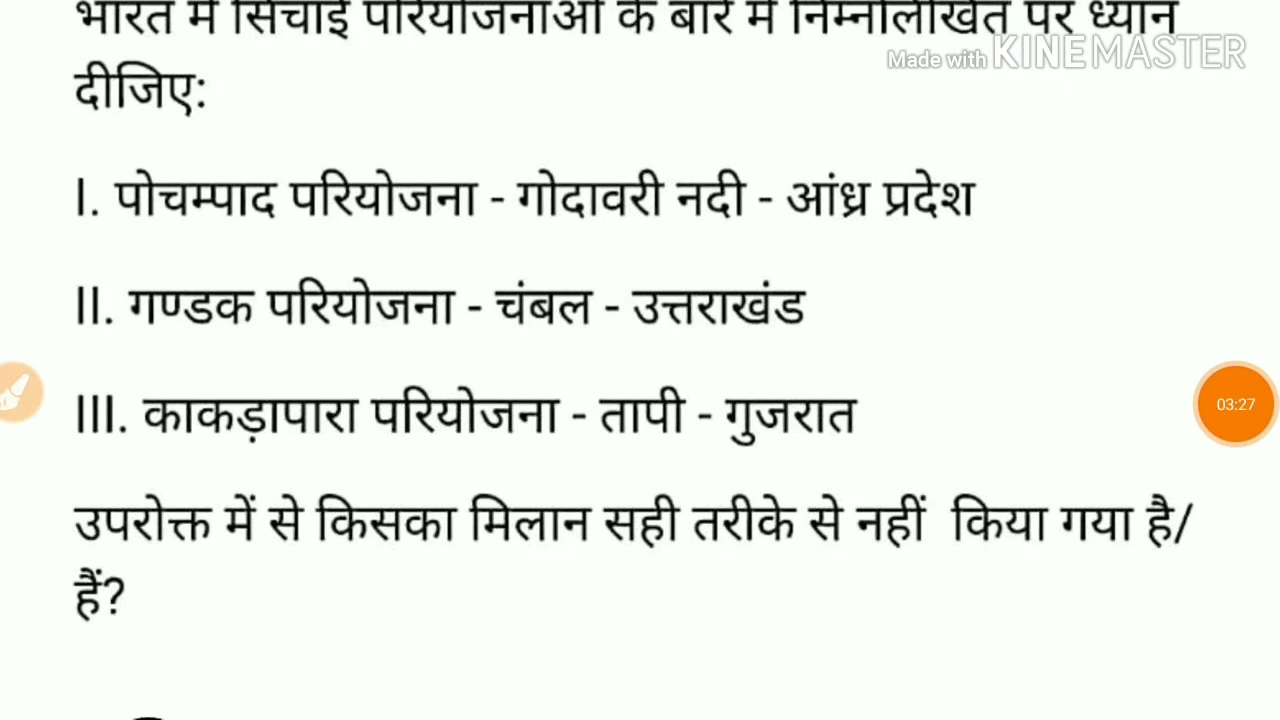 भारत में सिंचाई परियोजनाओं के बारे में निम्नलिखित पर ध्यान
Made with KINEMASTER
दीजिए:
I. पोचम्पाद परियोजना - गोदावरी नदी - आंध्र प्रदेश
II. गण्डक परियोजना - चंबल - उत्तराखंड
III. काकड़ापारा परियोजना - तापी - गुजरात
03:27
उपरोक्त में से किसका मिलान सही तरीके से नहीं किया गया है/
हैं?